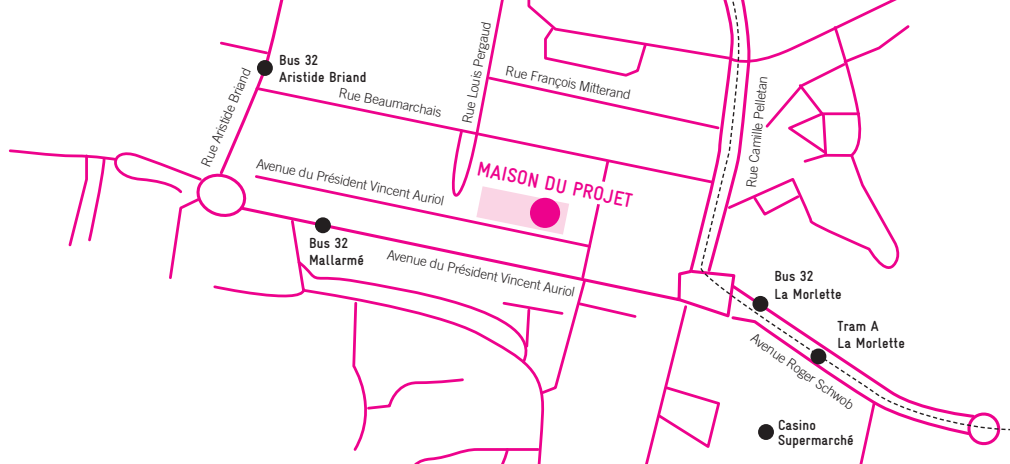 Bus 32
Aristide Briand
Rue Aristide Briand
Rue Beaumarchais
Rue Louis Pergaud
Rue François Mitterand
Rue Camille Pelletan
Avenue du Président Vincent Auriol
MAISON DU PROJET
Bus 32
Mallarmé
Avenue du Président Vincent Auriol
Bus 32
La Morlette
Tram A
La Morlette
Avenue Roger Schwob
Casino
Supermarché